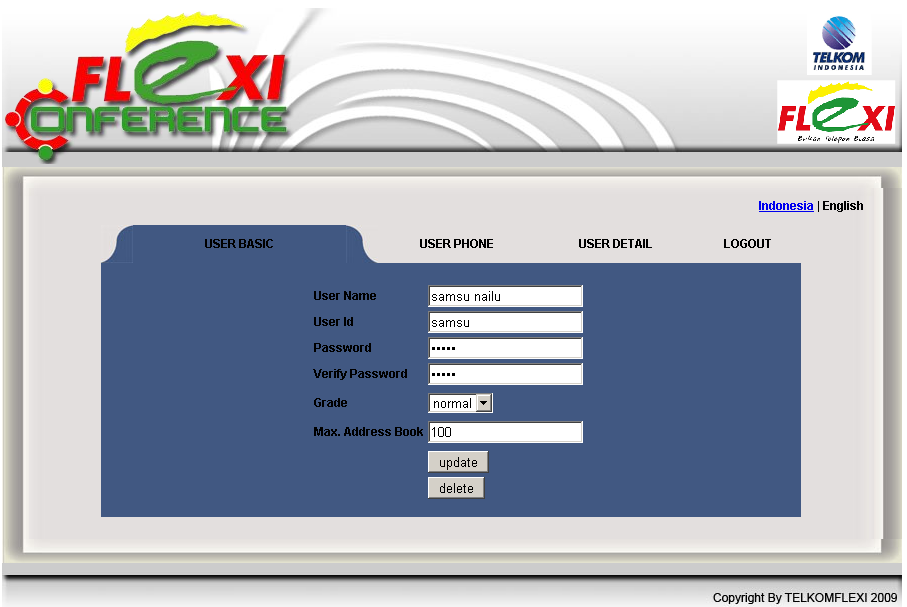 FLEXI
CONFERENCE
TELKOM
INDONESIA
FLEXI
Bukan Telepon Biasa
Indonesia | English
USER BASIC USER PHONE USER DETAIL LOGOUT
User Name samsu nailu
User Id samsu
Password •••••
Verify Password •••••
Grade normal
Max. Address Book 100
update
delete
Copyright By TELKOMFLEXI 2009